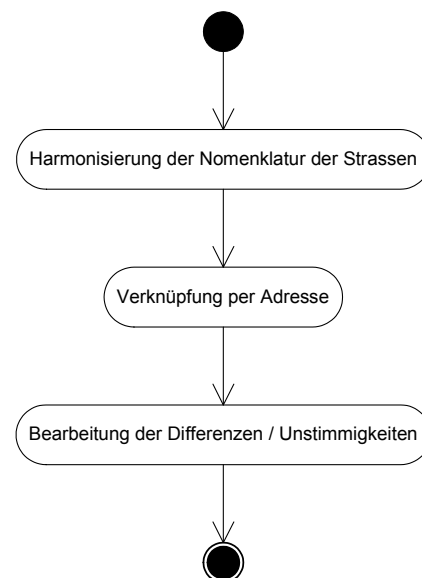 Harmonisierung der Nomenklatur der Strassen
Verknüpfung per Adresse
Bearbeitung der Differenzen / Unstimmigkeiten